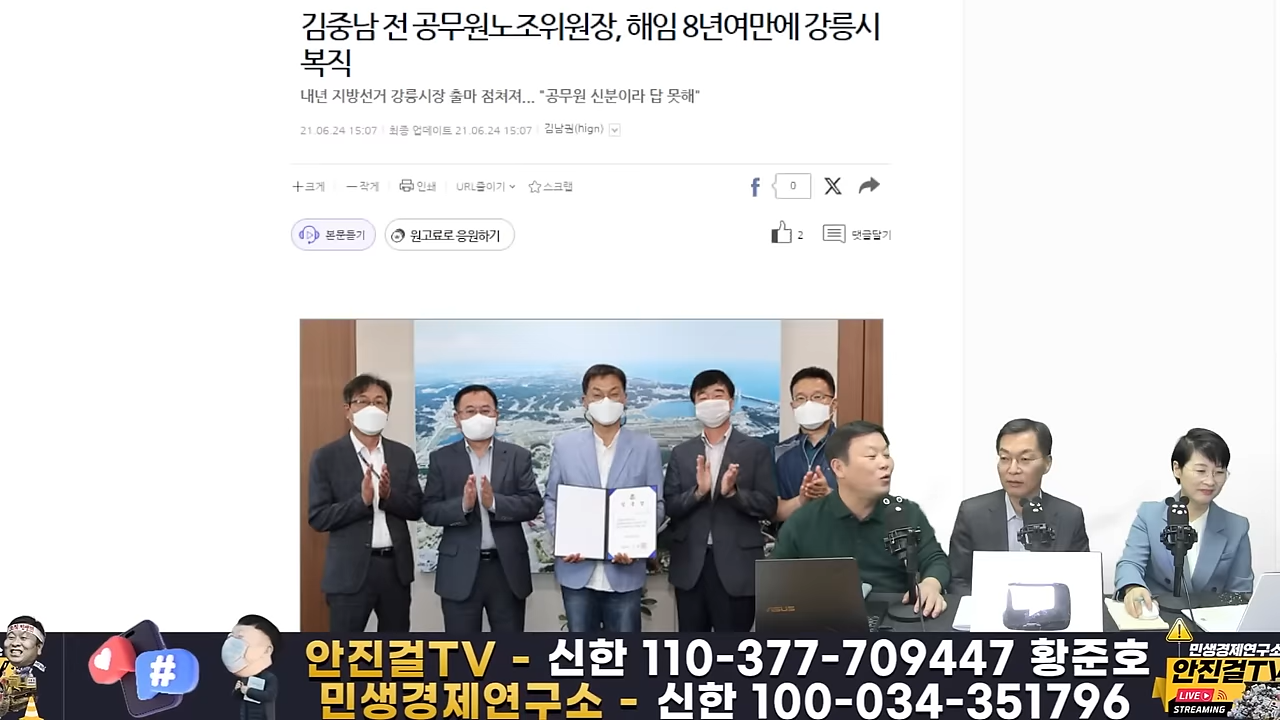 김중남 전 공무원노조위원장, 해임 8년여만에 강릉시
복직
내년 지방선거 강릉시장 출마 점쳐져... "공무원 신분이라 답 못해"
21.06.24 15:07 최종 업데이트 21.06.24 15:07 김남권(hign)
크게 작게 인쇄 URL줄이기 스크랩 0
본문듣기 원고료로 응원하기 2 댓글달기
ASUS
안진걸TV - 신한 110-377-709447 황준호
민생경제연구소 - 신한 100-034-351796
민생경제연구소
안진걸TV
LIVE
STREAMING
#